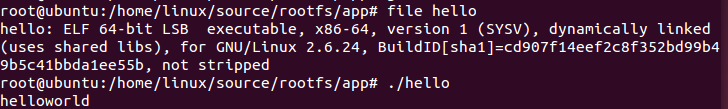 root@ubuntu:/home/linux/source/rootfs/app# file hello
hello: ELF 64-bit LSB  executable, x86-64, version 1 (SYSV), dynamically linked
(uses shared libs), for GNU/Linux 2.6.24, BuildID[sha1]=cd907f14eef2c8f352bd99b4
9b5c41bbda1ee55b, not stripped
root@ubuntu:/home/linux/source/rootfs/app# ./hello
helloworld